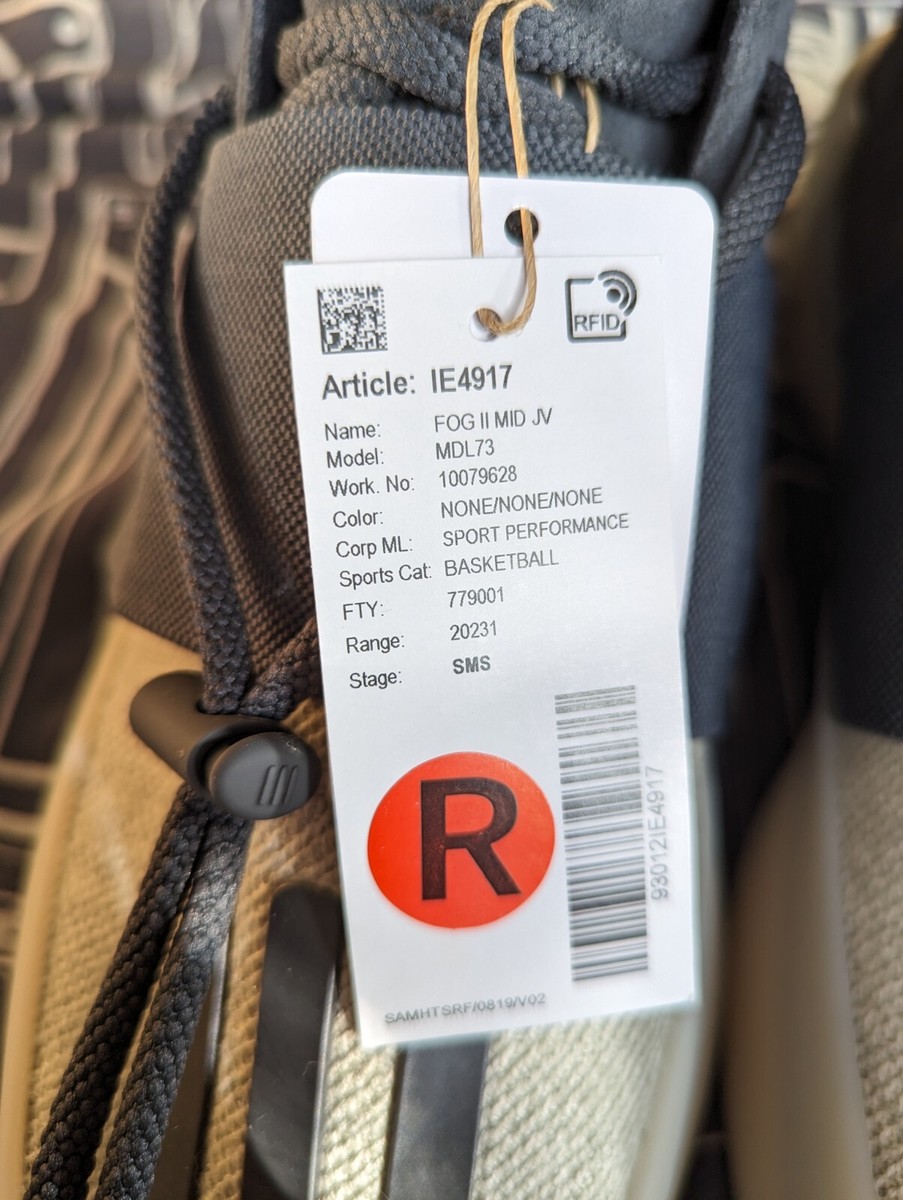 RFID
Article: IE4917
Name: FOG II MID JV
Model: MDL73
Work. No: 10079628
Color: NONE/NONE/NONE
Corp ML: SPORT PERFORMANCE
Sports Cat: BASKETBALL
FTY: 779001
Range: 20231
Stage: SMS
R
93012IE4917
SAMHTSRF/0819/V02